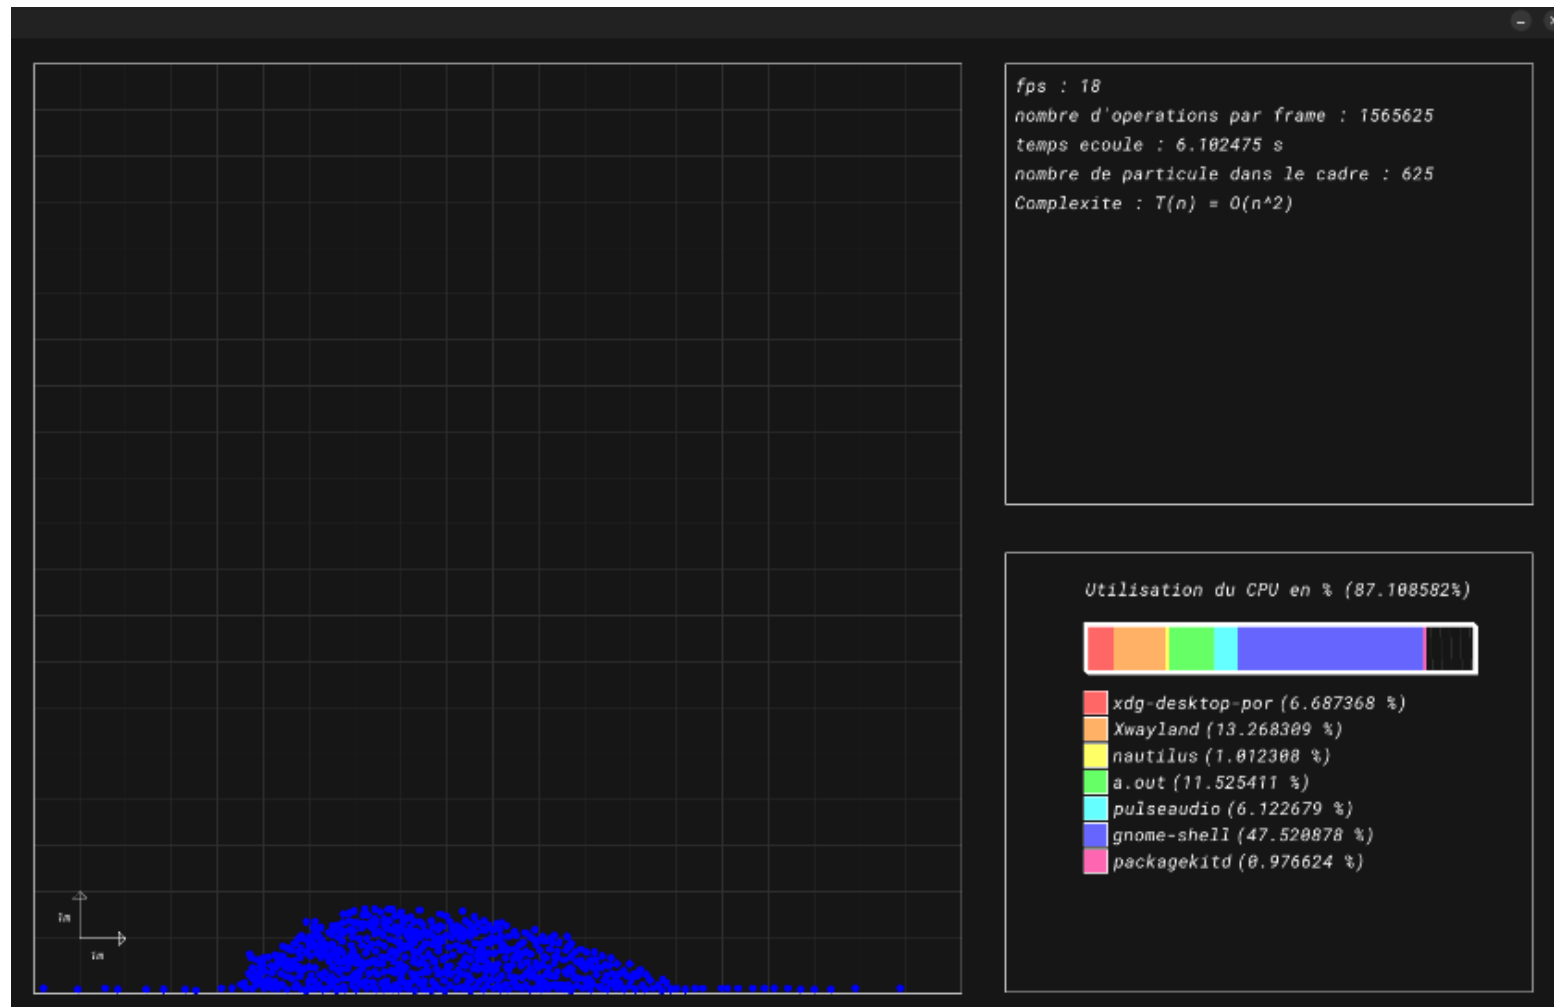 fps : 18
nombre d'operations par frame : 1565625
temps ecoule : 6.102475 s
nombre de particule dans le cadre : 625
Complexite : T(n) = O(n^2)
Utilisation du CPU en % (87.108582%)
xdg-desktop-por (6.687368 %)
Xwayland (13.268309 %)
nautilus (1.012308 %)
a.out (11.525411 %)
pulseaudio (6.122679 %)
gnome-shell (47.520878 %)
packagekitd (0.976624 %)
1m
1m